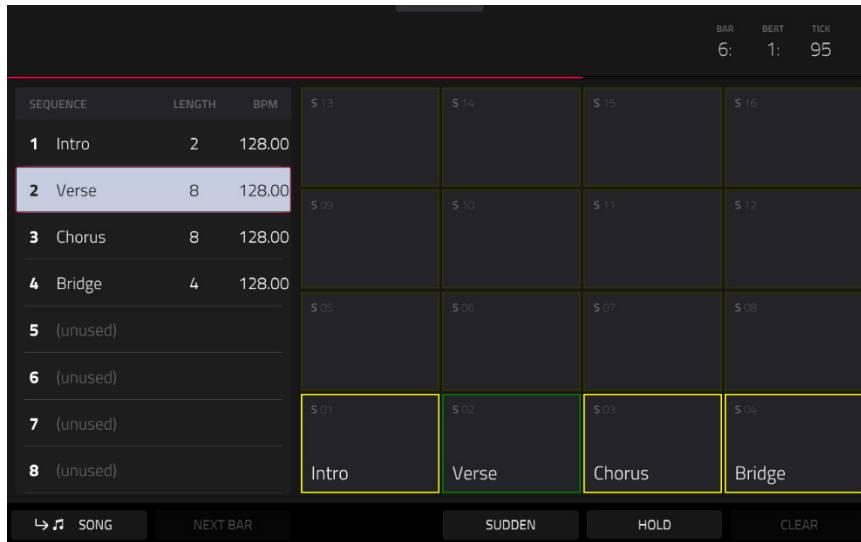 BAR BEAT TICK
6: 1: 95
SEQUENCE LENGTH BPM
1 Intro 2 128.00
2 Verse 8 128.00
3 Chorus 8 128.00
4 Bridge 4 128.00
5 (unused)
6 (unused)
7 (unused)
8 (unused)
S 13 S 14 S 15 S 16
S 09 S 10 S 11 S 12
S 05 S 06 S 07 S 08
S 01 S 02 S 03 S 04
Intro Verse Chorus Bridge
SONG NEXT BAR SUDDEN HOLD CLEAR